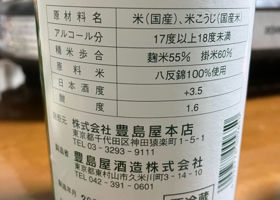 原材料名 米(国産)、米こうじ(国産米)
アルコール分 17度以上18度未満
精米歩合 麹米55% 掛米60%
原料米 八反錦100%使用
日本酒度 +3.5
酸度 1.6
株式会社 豊島屋本店
東京都千代田区神田猿楽町1-5-1
TEL 03-3293-9111
製造者 豊島屋酒造株式会社
東京都東村山市久米川町3-14-10
TEL 042-391-0601
製造年月
要冷蔵